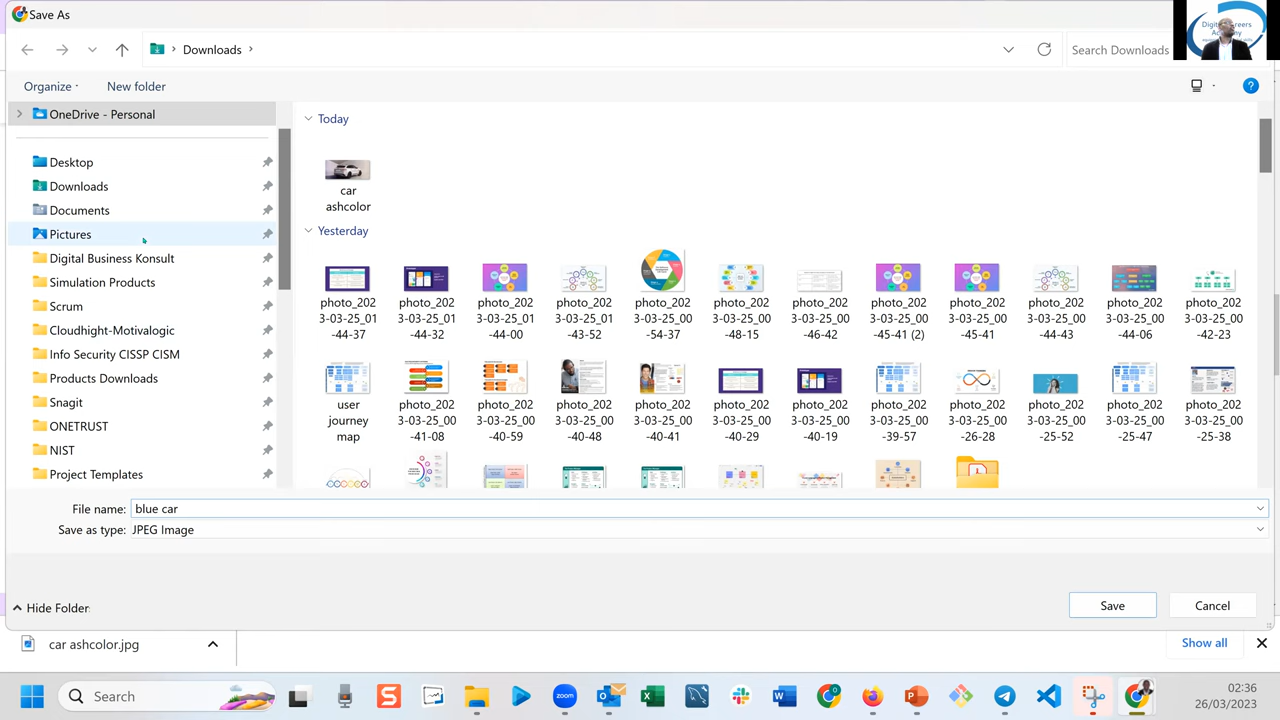 Save As
Downloads
Search Downloads
Organize
New folder
OneDrive - Personal
Desktop
Downloads
Documents
Pictures
Digital Business Konsult
Simulation Products
Scrum
Cloudhight-Motivalogic
Info Security CISSP CISM
Products Downloads
Snagit
ONETRUST
NIST
Project Templates
Today
car
ashcolor
Yesterday
photo_202
3-03-25_01
-44-37
photo_202
3-03-25_01
-44-32
photo_202
3-03-25_01
-44-00
photo_202
3-03-25_01
-43-52
photo_202
3-03-25_00
-54-37
photo_202
3-03-25_00
-48-15
photo_202
3-03-25_00
-46-42
photo_202
3-03-25_00
-45-41 (2)
photo_202
3-03-25_00
-45-41
photo_202
3-03-25_00
-44-43
photo_202
3-03-25_00
-44-06
photo_202
3-03-25_00
-42-23
user
journey
map
photo_202
3-03-25_00
-41-08
photo_202
3-03-25_00
-40-59
photo_202
3-03-25_00
-40-48
photo_202
3-03-25_00
-40-41
photo_202
3-03-25_00
-40-29
photo_202
3-03-25_00
-40-19
photo_202
3-03-25_00
-39-57
photo_202
3-03-25_00
-26-28
photo_202
3-03-25_00
-25-52
photo_202
3-03-25_00
-25-47
photo_202
3-03-25_00
-25-38
File name: blue car
Save as type: JPEG Image
Hide Folder
Save
Cancel
car ashcolor.jpg
Show all
Search
zoom
02:36
26/03/2023